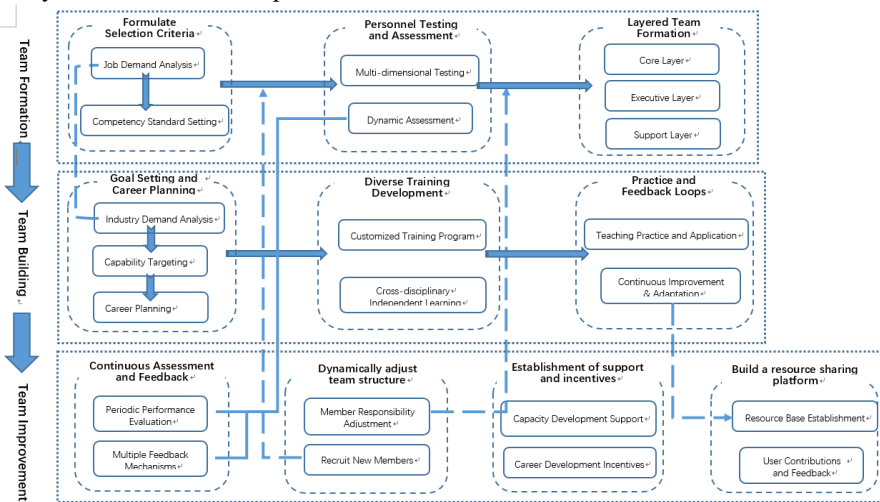 Formulate
Selection Criteria
Personnel Testing
and Assessment
Layered Team
Formation
Team Formation
Job Demand Analysis
Multi-dimensional Testing
Core Layer
Executive Layer
Competency Standard Setting
Dynamic Assessment
Support Layer
Goal Setting and
Career Planning
Diverse Training
Development
Practice and
Feedback Loops
Team Building
Industry Demand Analysis
Customized Training Program
Teaching Practice and Application
Capability Targeting
Career Planning
Cross-disciplinary
Independent Learning
Continuous Improvement
& Adaptation
Continuous Assessment
and Feedback
Dynamically adjust
team structure
Establishment of support
and incentives
Build a resource sharing
platform
Team Improvement
Periodic Performance
Evaluation
Member Responsibility
Adjustment
Capacity Development Support
Resource Base Establishment
Multiple Feedback
Mechanisms
Recruit New Members
Career Development Incentives
User Contributions
and Feedback